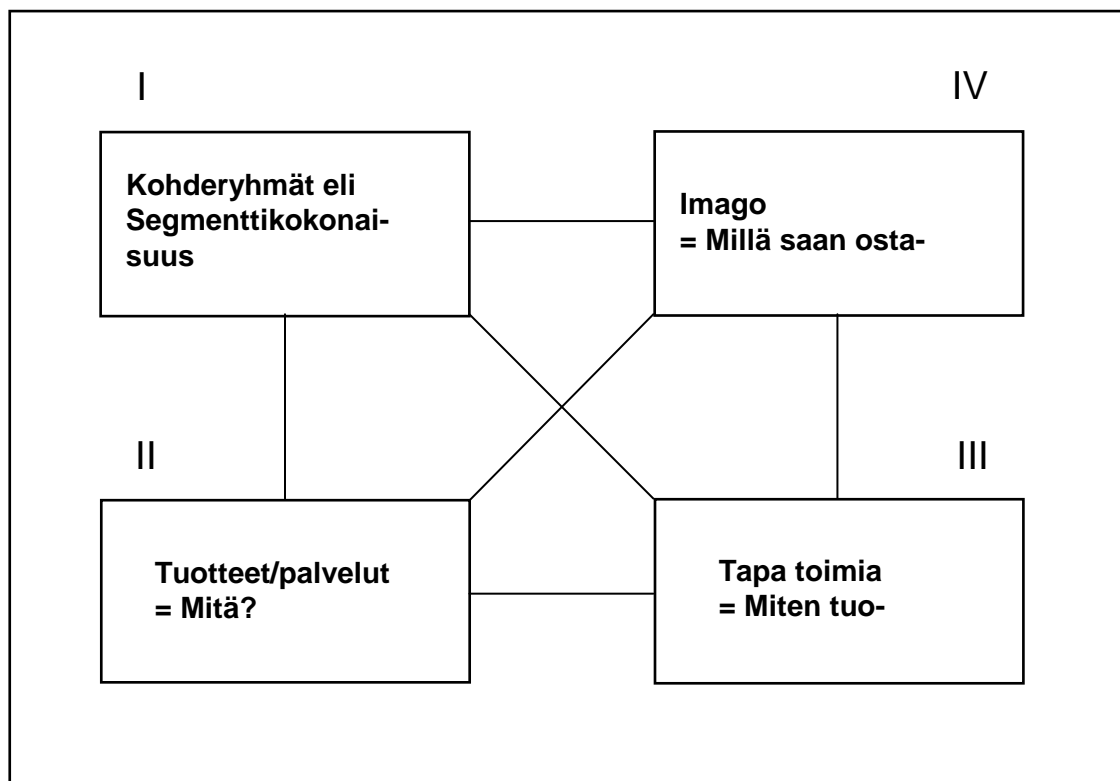 I
Kohderyhmät eli
Segmenttikokonai-
suus
IV
Imago
= Millä saan osta-
II
Tuotteet/palvelut
= Mitä?
III
Tapa toimia
= Miten tuo-